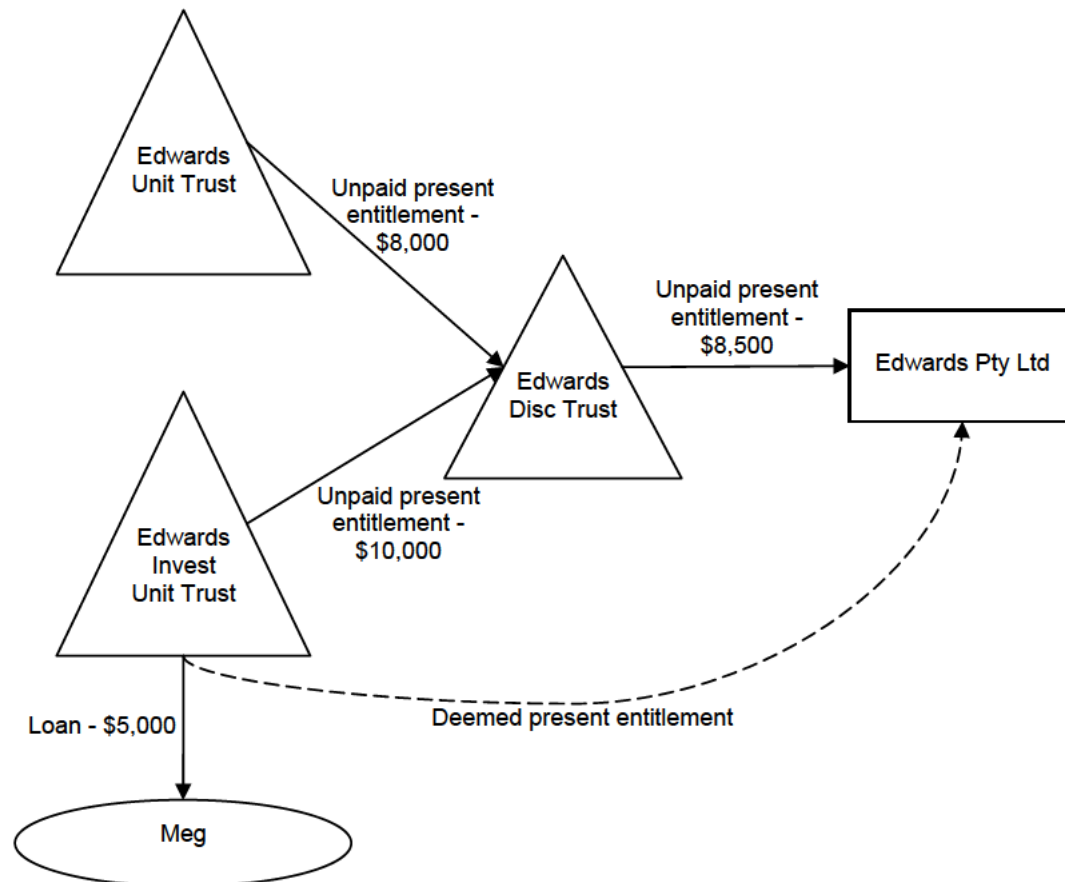 Edwards
Unit Trust
Unpaid present
entitlement -
$8,000
Unpaid present
entitlement -
$8,500
Edwards Pty Ltd
Edwards
Disc Trust
Unpaid present
entitlement -
$10,000
Edwards
Invest
Unit Trust
Loan - $5,000
Deemed present entitlement
Meg